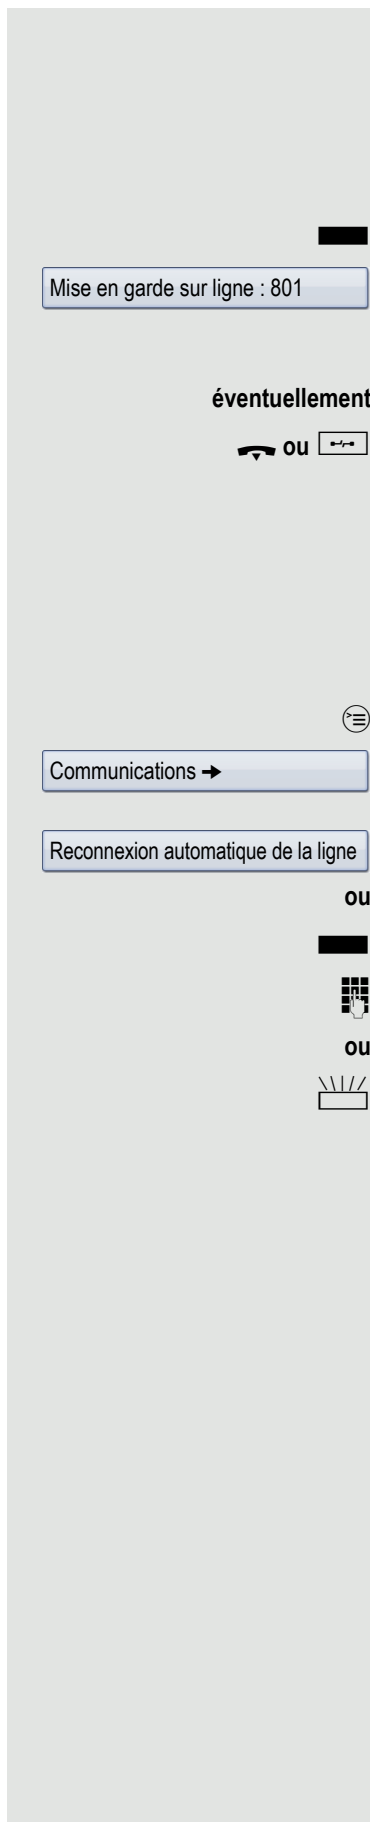 Mise en garde sur ligne : 801
éventuellement
ou
Communications →
Reconnexion automatique de la ligne
ou
ou